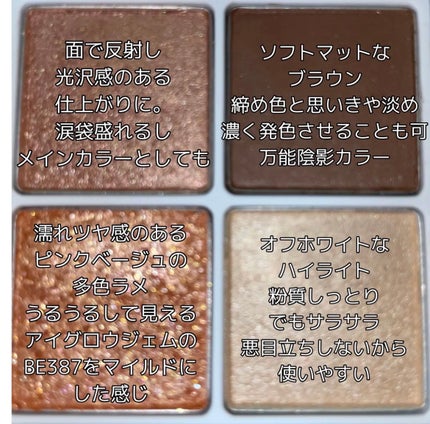 面で反射し
光沢感のある
仕上がりに。
涙袋盛れるし
メインカラーとしても
ソフトマットな
ブラウン
締め色と思いきや淡め
濃く発色させることも可
万能陰影カラー
濡れツヤ感のある
ピンクベージュの
多色ラメ
うるうるして見える
アイグロウジェムの
BE387をマイルドに
した感じ
オフホワイトな
ハイライト
粉質しっとり
でもサラサラ
悪目立ちしないから
使いやすい